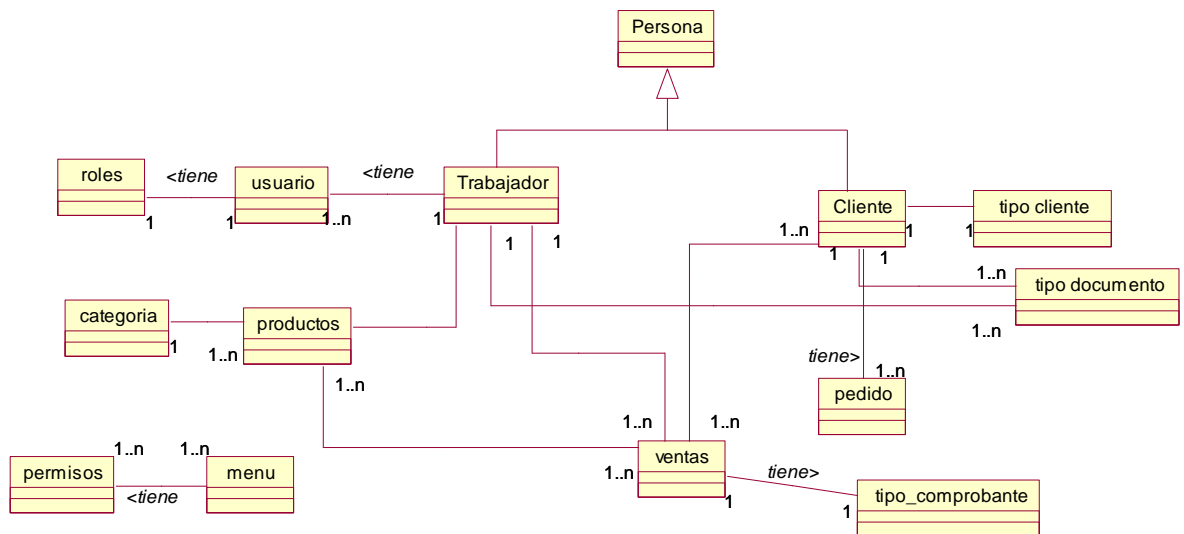 Persona
roles
<tiene
usuario
<tiene
Trabajador
1
1
1..n
1
1
1
Cliente
tipo cliente
1..n
1
1
1
1
categoria
productos
1
1..n
1..n
1..n
tipo documento
1..n
tiene>
1..n
pedido
1..n
1..n
permisos
1..n
1..n
menu
<tiene
ventas
1..n
tiene>
1
tipo_comprobante
1